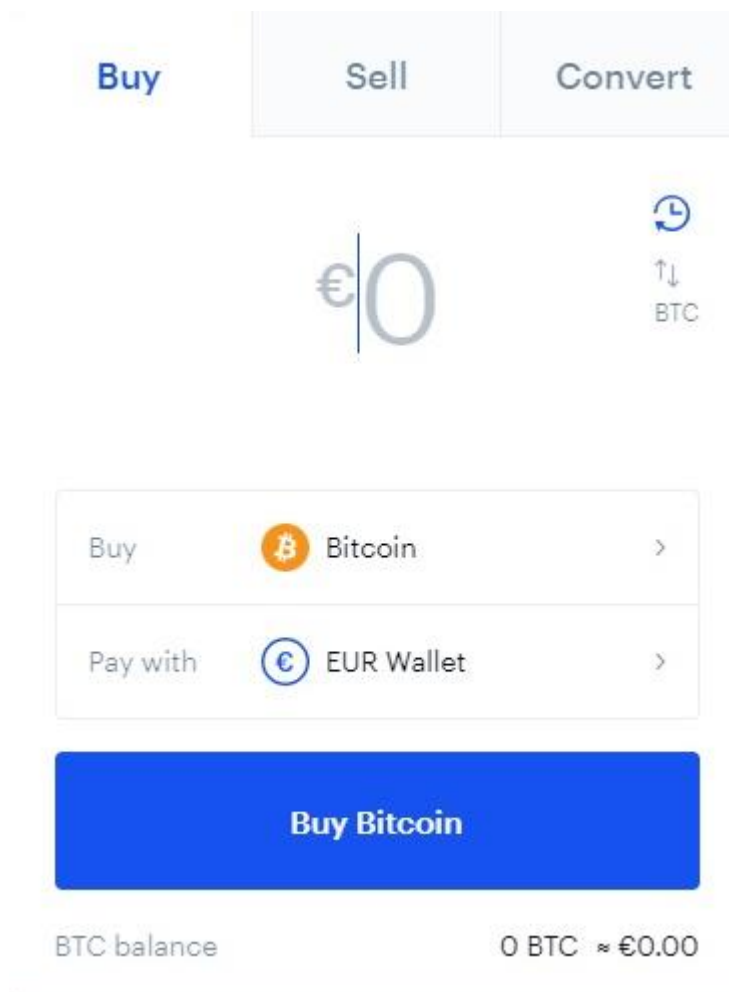 Buy Sell Convert
€0
↑↓
BTC
Buy Bitcoin >
Pay with € EUR Wallet >
Buy Bitcoin
BTC balance 0 BTC ≈ €0.00